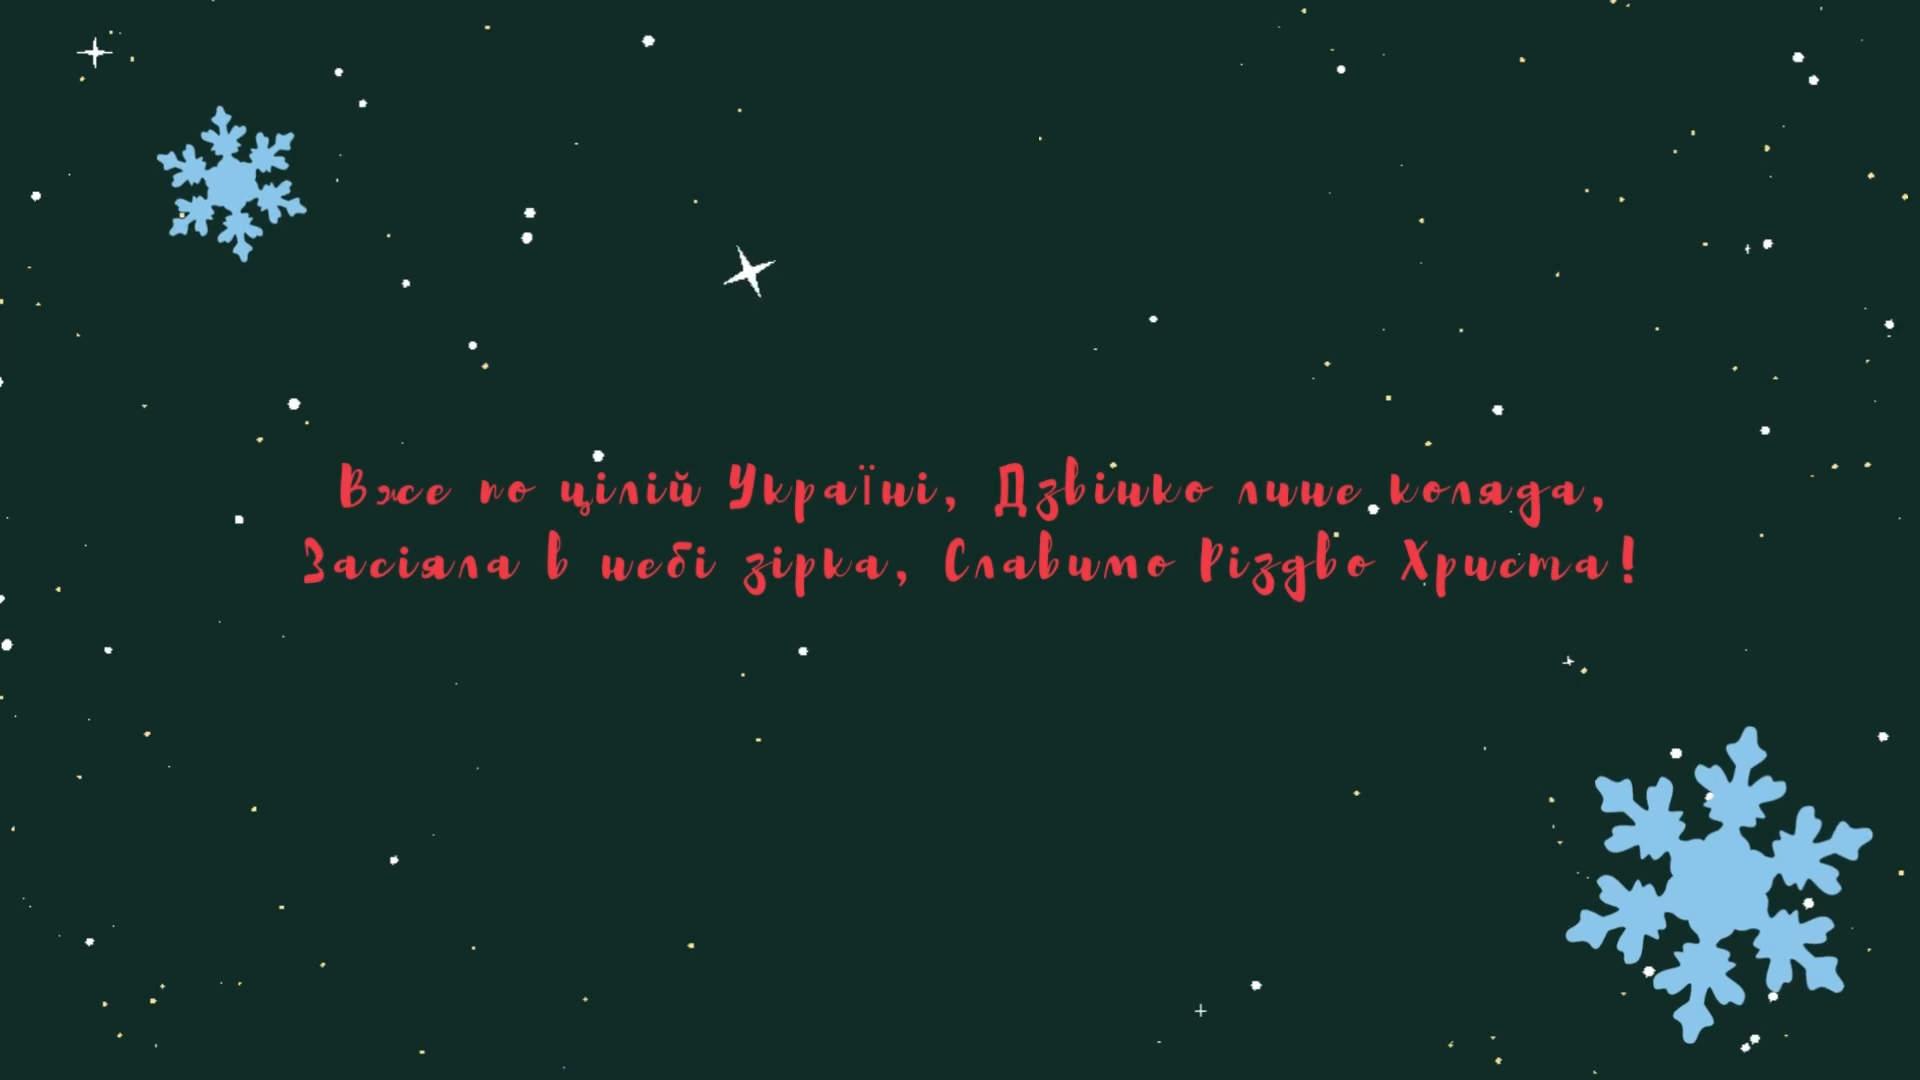 Вже по цілій Україні, Дзвінко лине коляда,
Засіяла в небі зірка, Славимо Різдво Христа!